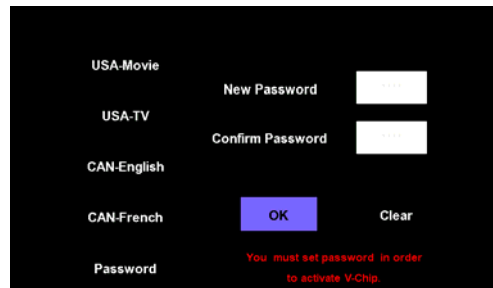 USA-Movie
New Password
USA-TV
Confirm Password
CAN-English
CAN-French
OK
Clear
Password
You must set password in order
to activate V-Chip.